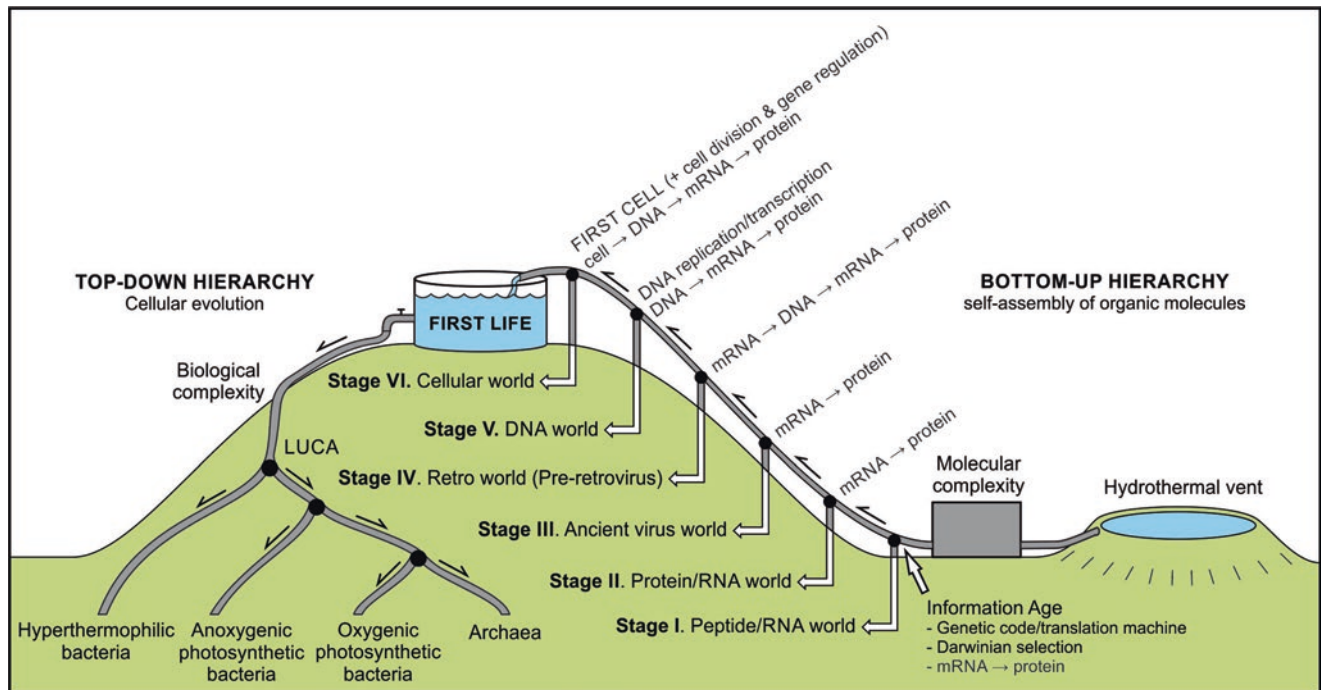 FIRST CELL (+ cell division & gene regulation)
cell → DNA → mRNA → protein
DNA replication/transcription
DNA → mRNA → protein
mRNA → DNA → mRNA → protein
mRNA → protein
mRNA → protein
TOP-DOWN HIERARCHY
Cellular evolution
BOTTOM-UP HIERARCHY
self-assembly of organic molecules
FIRST LIFE
Biological
complexity
Stage VI. Cellular world
Stage V. DNA world
LUCA
Stage IV. Retro world (Pre-retrovirus)
Stage III. Ancient virus world
Stage II. Protein/RNA world
Stage I. Peptide/RNA world
Molecular
complexity
Hydrothermal vent
Information Age
- Genetic code/translation machine
- Darwinian selection
- mRNA → protein
Hyperthermophilic
bacteria
Anoxygenic
photosynthetic
bacteria
Oxygenic
photosynthetic
bacteria
Archaea